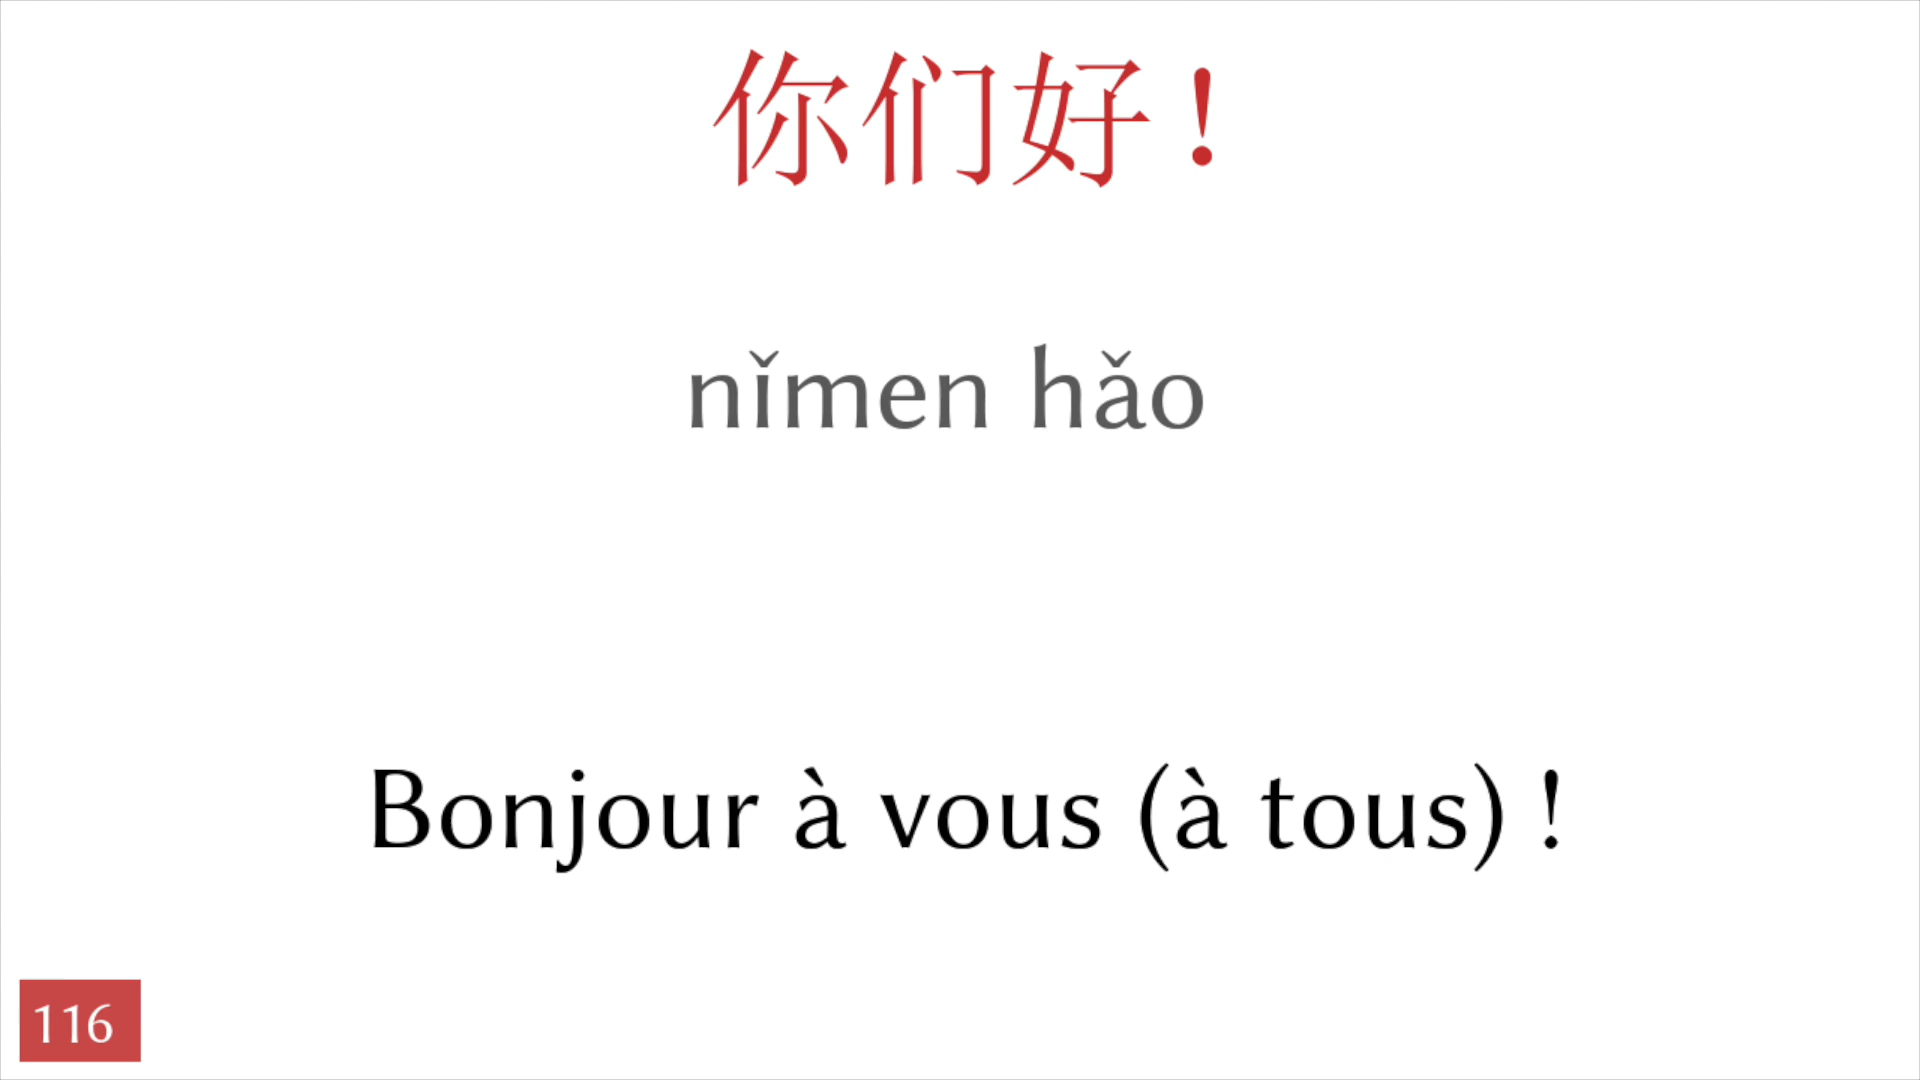 你们好！
nǐmen hǎo
Bonjour à vous (à tous) !
116